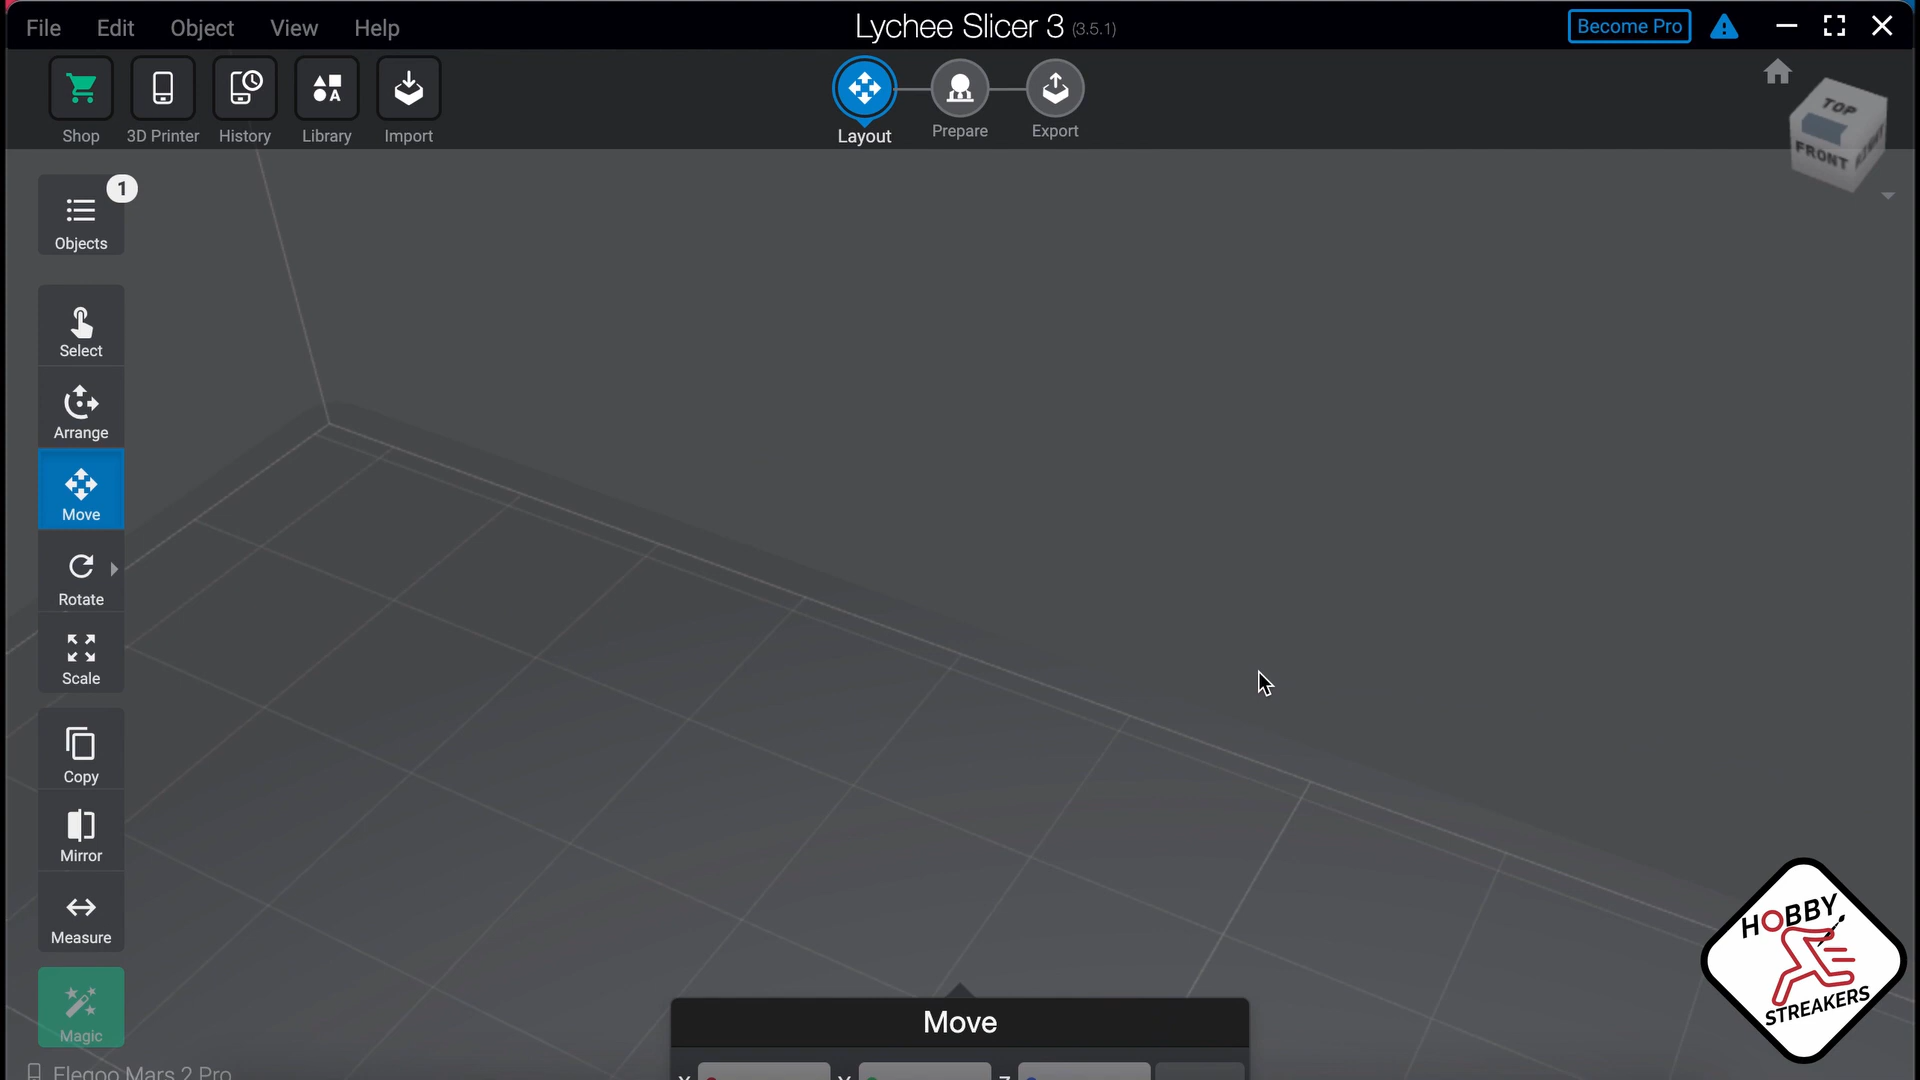 File Edit Object View Help
Lychee Slicer 3 (3.5.1)
Become Pro
Shop 3D Printer History Library Import
Layout Prepare Export
TOP
FRONT
1
Objects
Select
Arrange
Move
Rotate
Scale
Copy
Mirror
Measure
Magic
Elegoo Mars 2 Pro
Move
X Y Z
HOBBY
STREAKERS